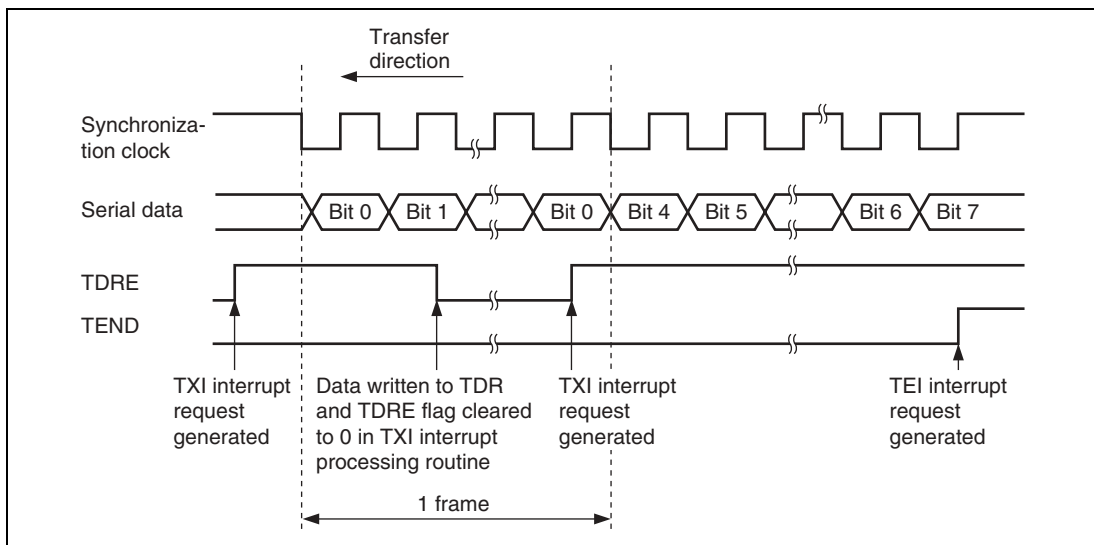 Transfer
direction
Synchroniza-
tion clock
Serial data
Bit 0
Bit 1
Bit 0
Bit 4
Bit 5
Bit 6
Bit 7
TDRE
TEND
TXI interrupt
request
generated
Data written to TDR
and TDRE flag cleared
to 0 in TXI interrupt
processing routine
TXI interrupt
request
generated
TEI interrupt
request
generated
1 frame